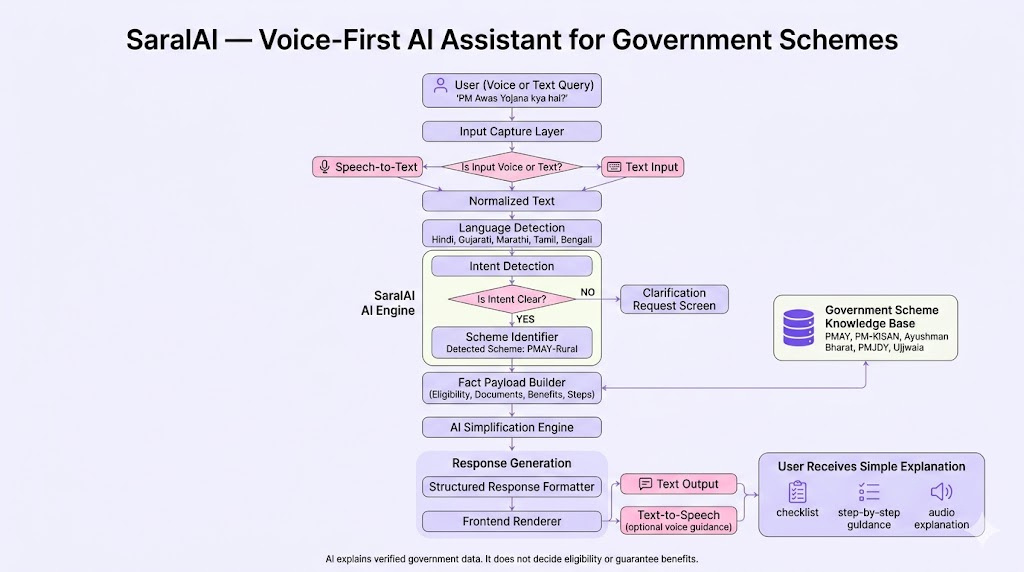 SaralAI — Voice-First AI Assistant for Government Schemes
User (Voice or Text Query)
'PM Awas Yojana kya hai?'
Input Capture Layer
Speech-to-Text
Is Input Voice or Text?
Text Input
Normalized Text
Language Detection
Hindi, Gujarati, Marathi, Tamil, Bengali
Intent Detection
SaralAI
AI Engine
Is Intent Clear?
NO
Clarification
Request Screen
YES
Scheme Identifier
Detected Scheme: PMAY-Rural
Government Scheme
Knowledge Base
PMAY, PM-KISAN, Ayushman
Bharat, PMJDY, Ujjwaia
Fact Payload Builder
(Eligibility, Documents, Benefits, Steps)
AI Simplification Engine
Response Generation
Structured Response Formatter
Frontend Renderer
Text Output
Text-to-Speech
(optional voice guidance)
User Receives Simple Explanation
checklist
step-by-step
guldance
audio
explanation
AI explains verified government data. It does not decide eligibility or guarantee benefits.